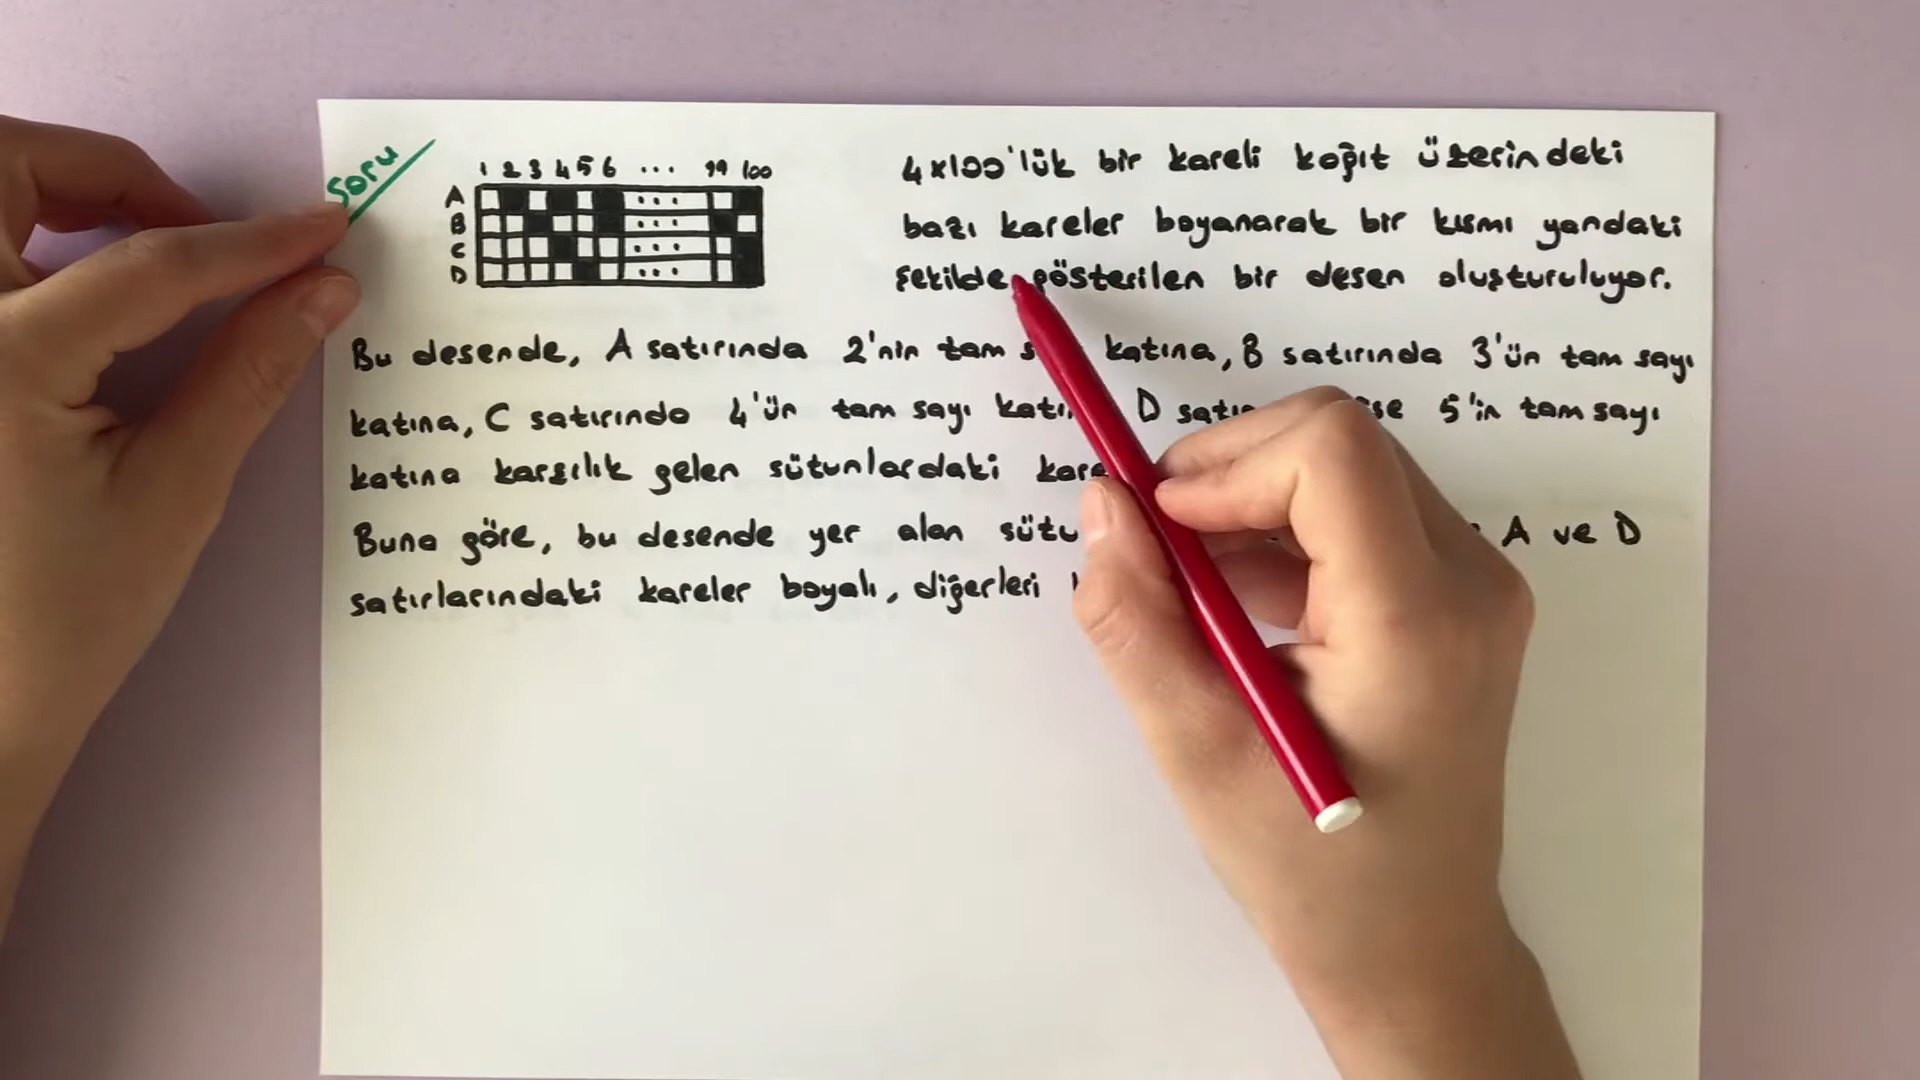 Soru
1 2 3 4 5 6 ... 99 100
A
B
C
D
4x100'lük bir kareli kağıt üzerindeki
bazı kareler boyanarak bir kısmı yandaki
şekilde gösterilen bir desen oluşturuluyor.
Bu desende, A satırında 2'nin tam katına, B satırında 3'ün tam sayı
katına, C satırında 4'ün tam sayı D 5'in tam sayı
katına karşılık gelen sütunlardaki
Buna göre, bu desende yer alan A ve D
satırlarındaki kareler boyalı, diğerleri